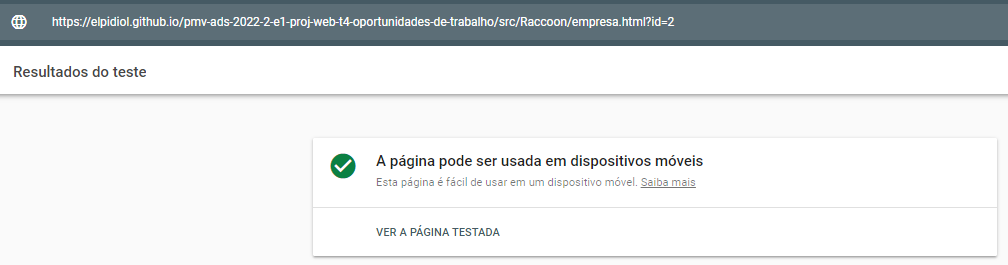 https://elpidiol.github.io/pmv-ads-2022-2-e1-proj-web-t4-oportunidades-de-trabalho/src/Raccoon/empresa.html?id=2
Resultados do teste
A página pode ser usada em dispositivos móveis
Esta página é fácil de usar em um dispositivo móvel. Saiba mais
VER A PÁGINA TESTADA